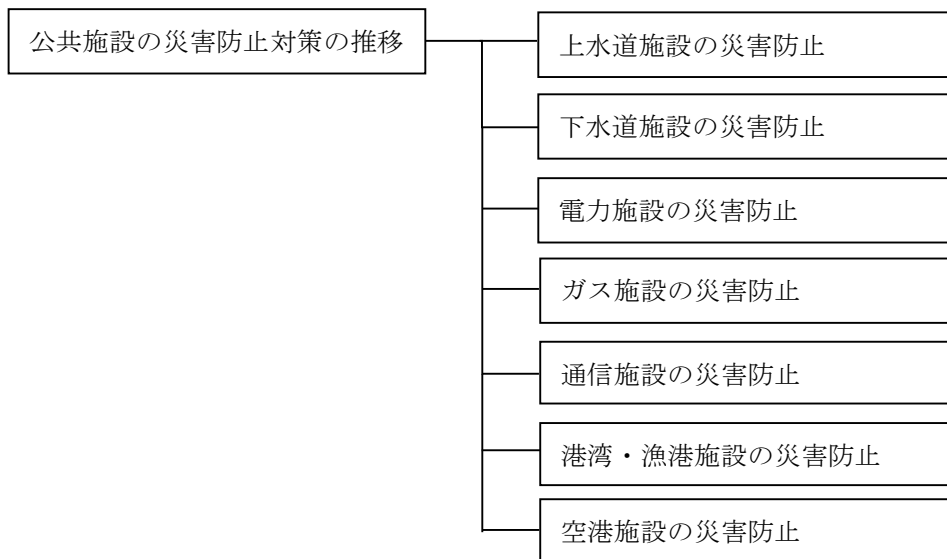 公共施設の災害防止対策の推移
上水道施設の災害防止
下水道施設の災害防止
電力施設の災害防止
ガス施設の災害防止
通信施設の災害防止
港湾・漁港施設の災害防止
空港施設の災害防止